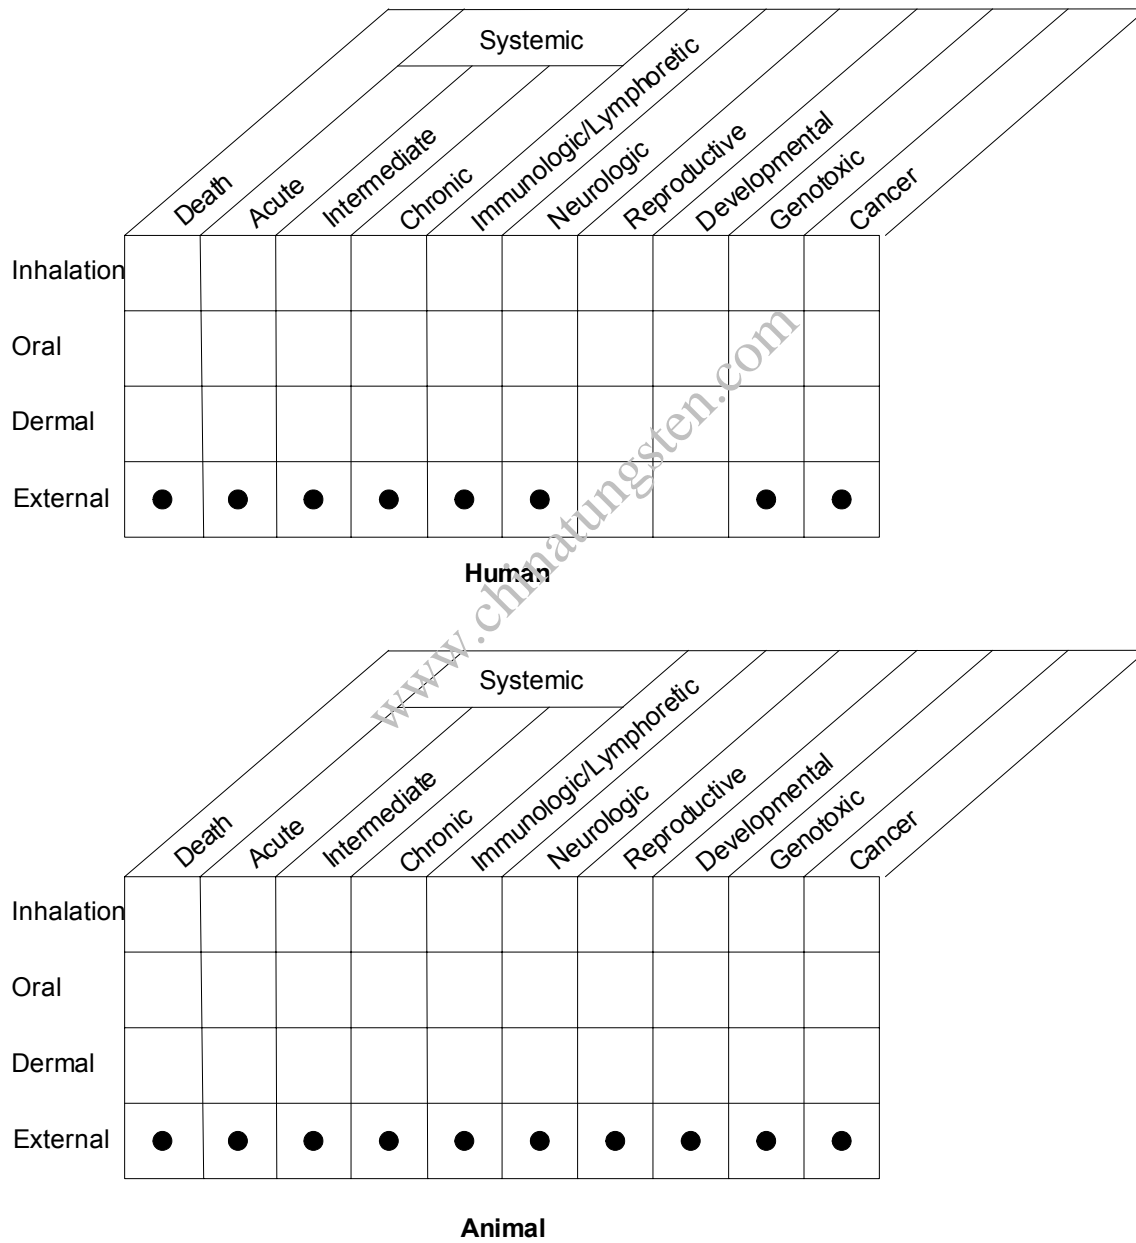 Systemic
Death
Acute
Intermediate
Chronic
Immunologic/Lymphoretic
Neurologic
Reproductive
Developmental
Genotoxic
Cancer
Inhalation
Oral
Dermal
External ● ● ● ● ● ● ● ●
Human
www.chinatungsten.com
Systemic
Death
Acute
Intermediate
Chronic
Immunologic/Lymphoretic
Neurologic
Reproductive
Developmental
Genotoxic
Cancer
Inhalation
Oral
Dermal
External ● ● ● ● ● ● ● ● ● ●
Animal